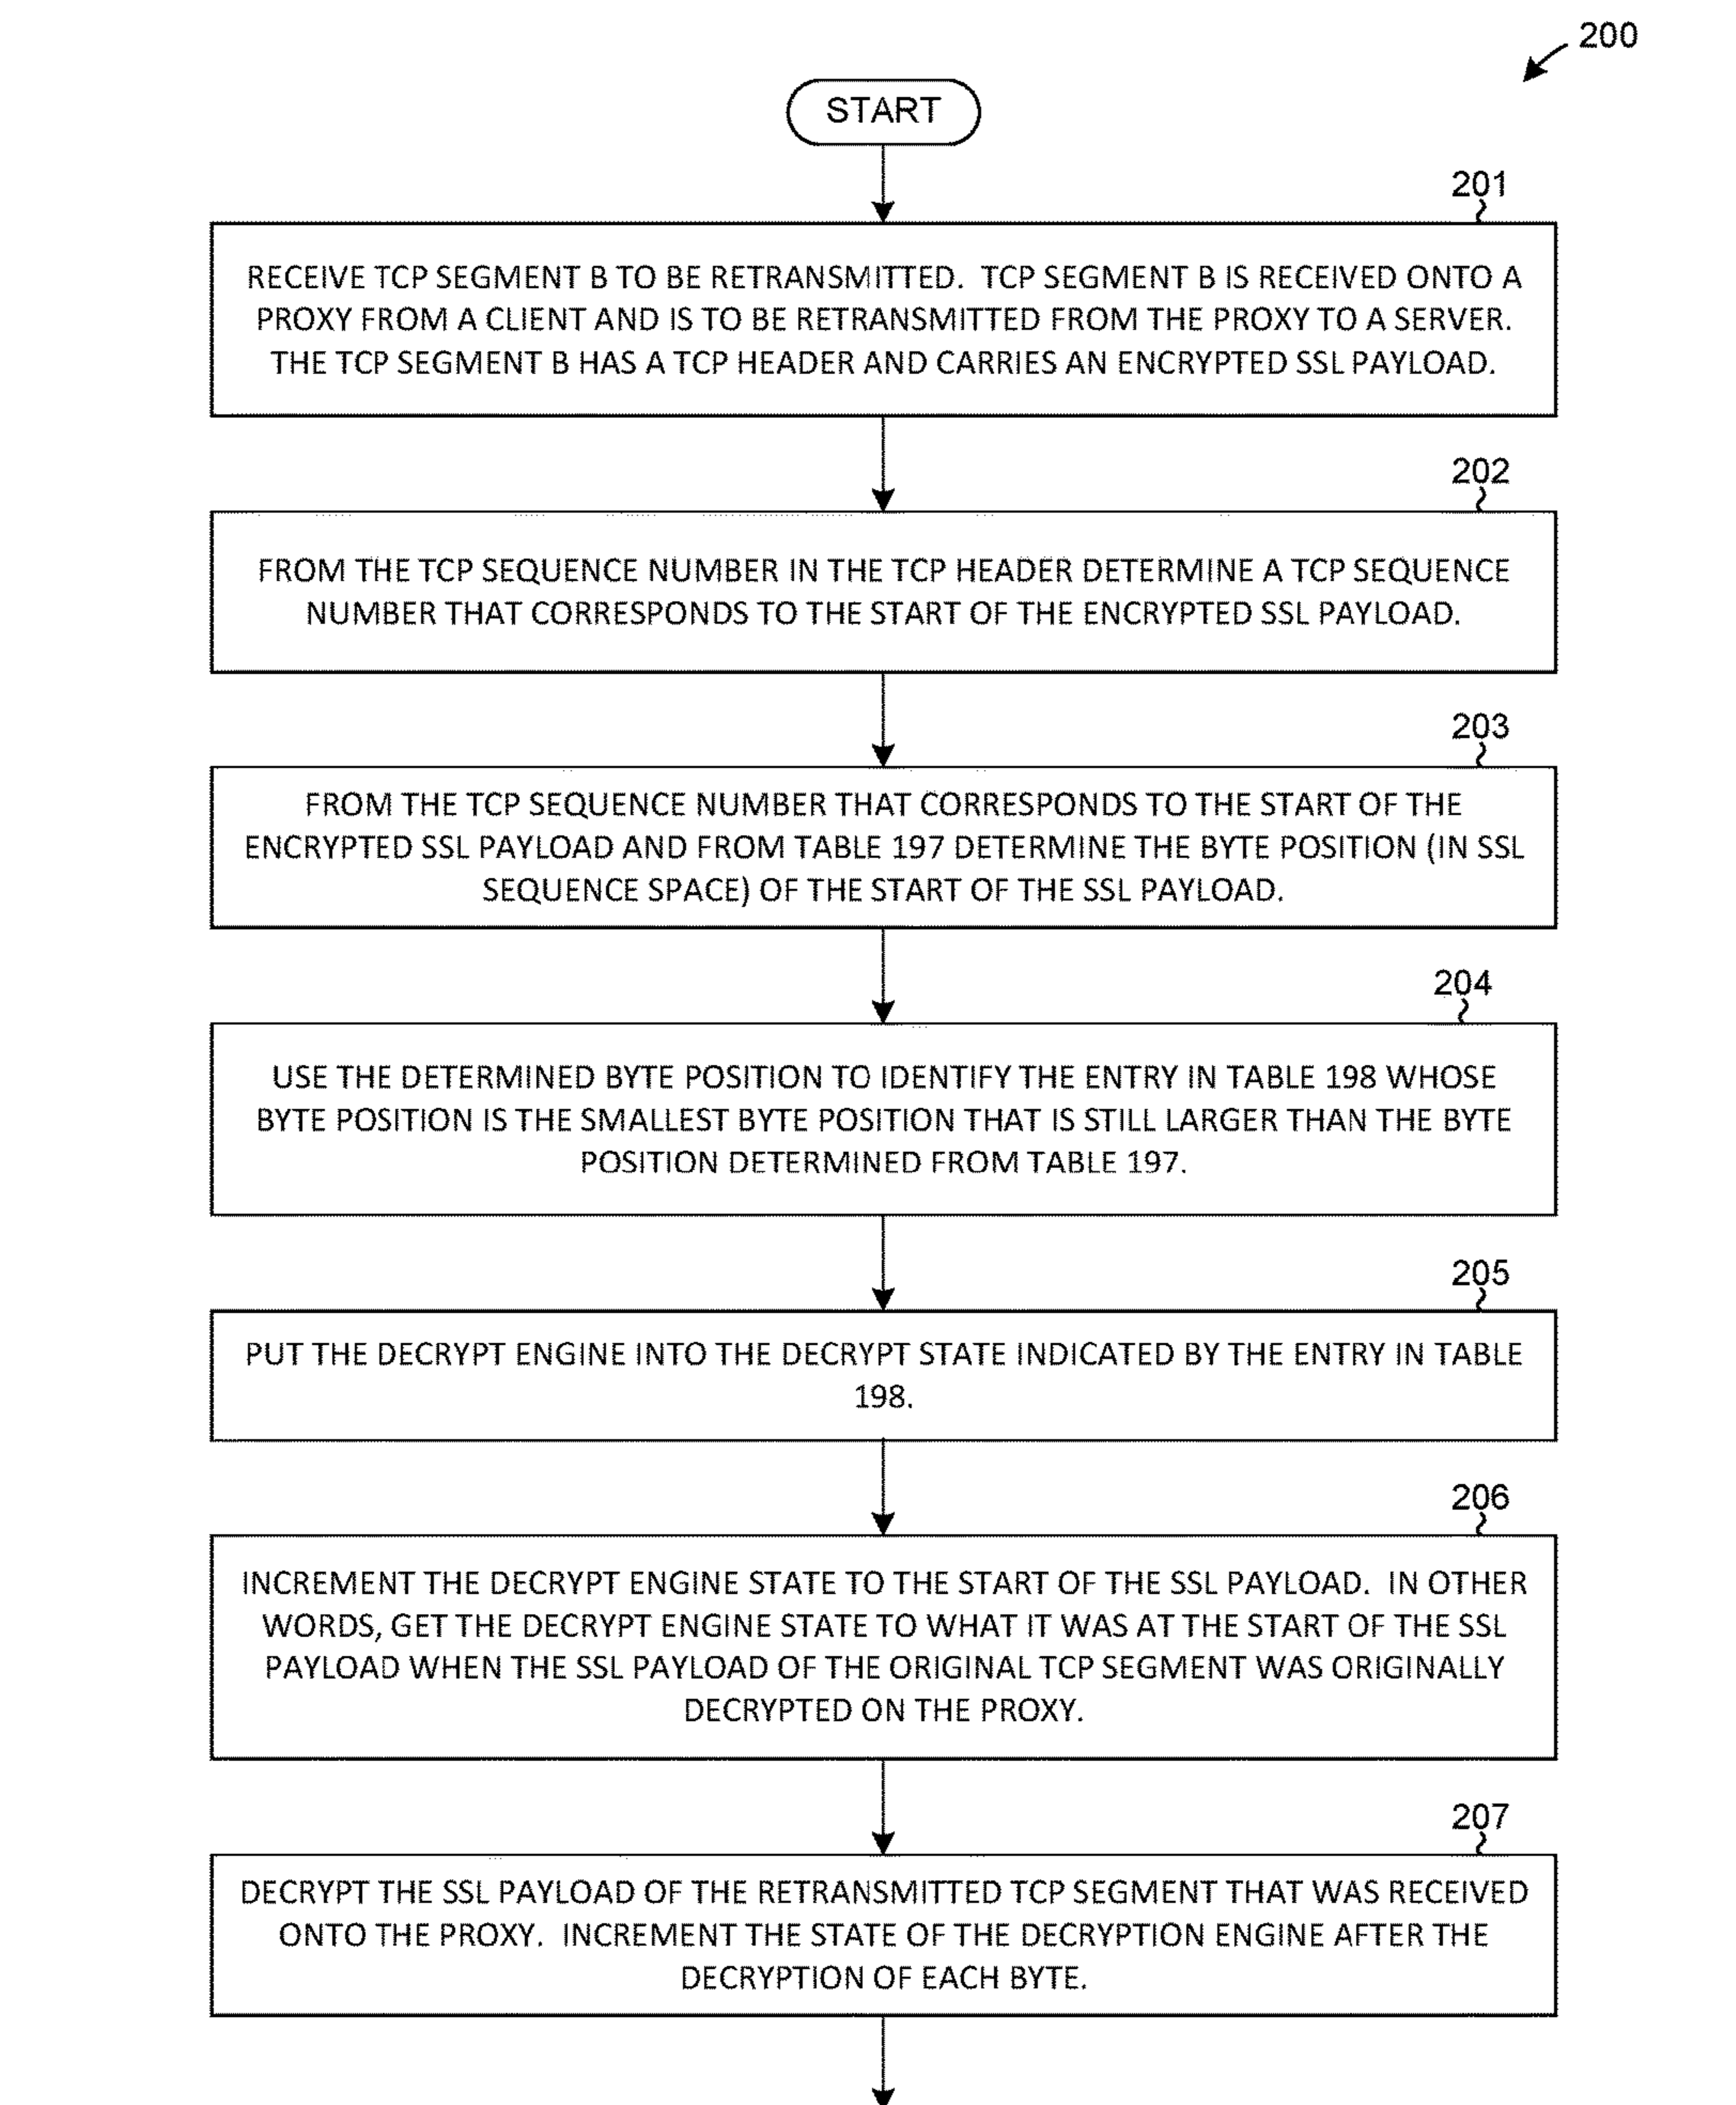 200
START
201
RECEIVE TCP SEGMENT B TO BE RETRANSMITTED. TCP SEGMENT B IS RECEIVED ONTO A
PROXY FROM A CLIENT AND IS TO BE RETRANSMITTED FROM THE PROXY TO A SERVER.
THE TCP SEGMENT B HAS A TCP HEADER AND CARRIES AN ENCRYPTED SSL PAYLOAD.
202
FROM THE TCP SEQUENCE NUMBER IN THE TCP HEADER DETERMINE A TCP SEQUENCE
NUMBER THAT CORRESPONDS TO THE START OF THE ENCRYPTED SSL PAYLOAD.
203
FROM THE TCP SEQUENCE NUMBER THAT CORRESPONDS TO THE START OF THE
ENCRYPTED SSL PAYLOAD AND FROM TABLE 197 DETERMINE THE BYTE POSITION (IN SSL
SEQUENCE SPACE) OF THE START OF THE SSL PAYLOAD.
204
USE THE DETERMINED BYTE POSITION TO IDENTIFY THE ENTRY IN TABLE 198 WHOSE
BYTE POSITION IS THE SMALLEST BYTE POSITION THAT IS STILL LARGER THAN THE BYTE
POSITION DETERMINED FROM TABLE 197.
205
PUT THE DECRYPT ENGINE INTO THE DECRYPT STATE INDICATED BY THE ENTRY IN TABLE
198.
206
INCREMENT THE DECRYPT ENGINE STATE TO THE START OF THE SSL PAYLOAD. IN OTHER
WORDS, GET THE DECRYPT ENGINE STATE TO WHAT IT WAS AT THE START OF THE SSL
PAYLOAD WHEN THE SSL PAYLOAD OF THE ORIGINAL TCP SEGMENT WAS ORIGINALLY
DECRYPTED ON THE PROXY.
207
DECRYPT THE SSL PAYLOAD OF THE RETRANSMITTED TCP SEGMENT THAT WAS RECEIVED
ONTO THE PROXY. INCREMENT THE STATE OF THE DECRYPTION ENGINE AFTER THE
DECRYPTION OF EACH BYTE.